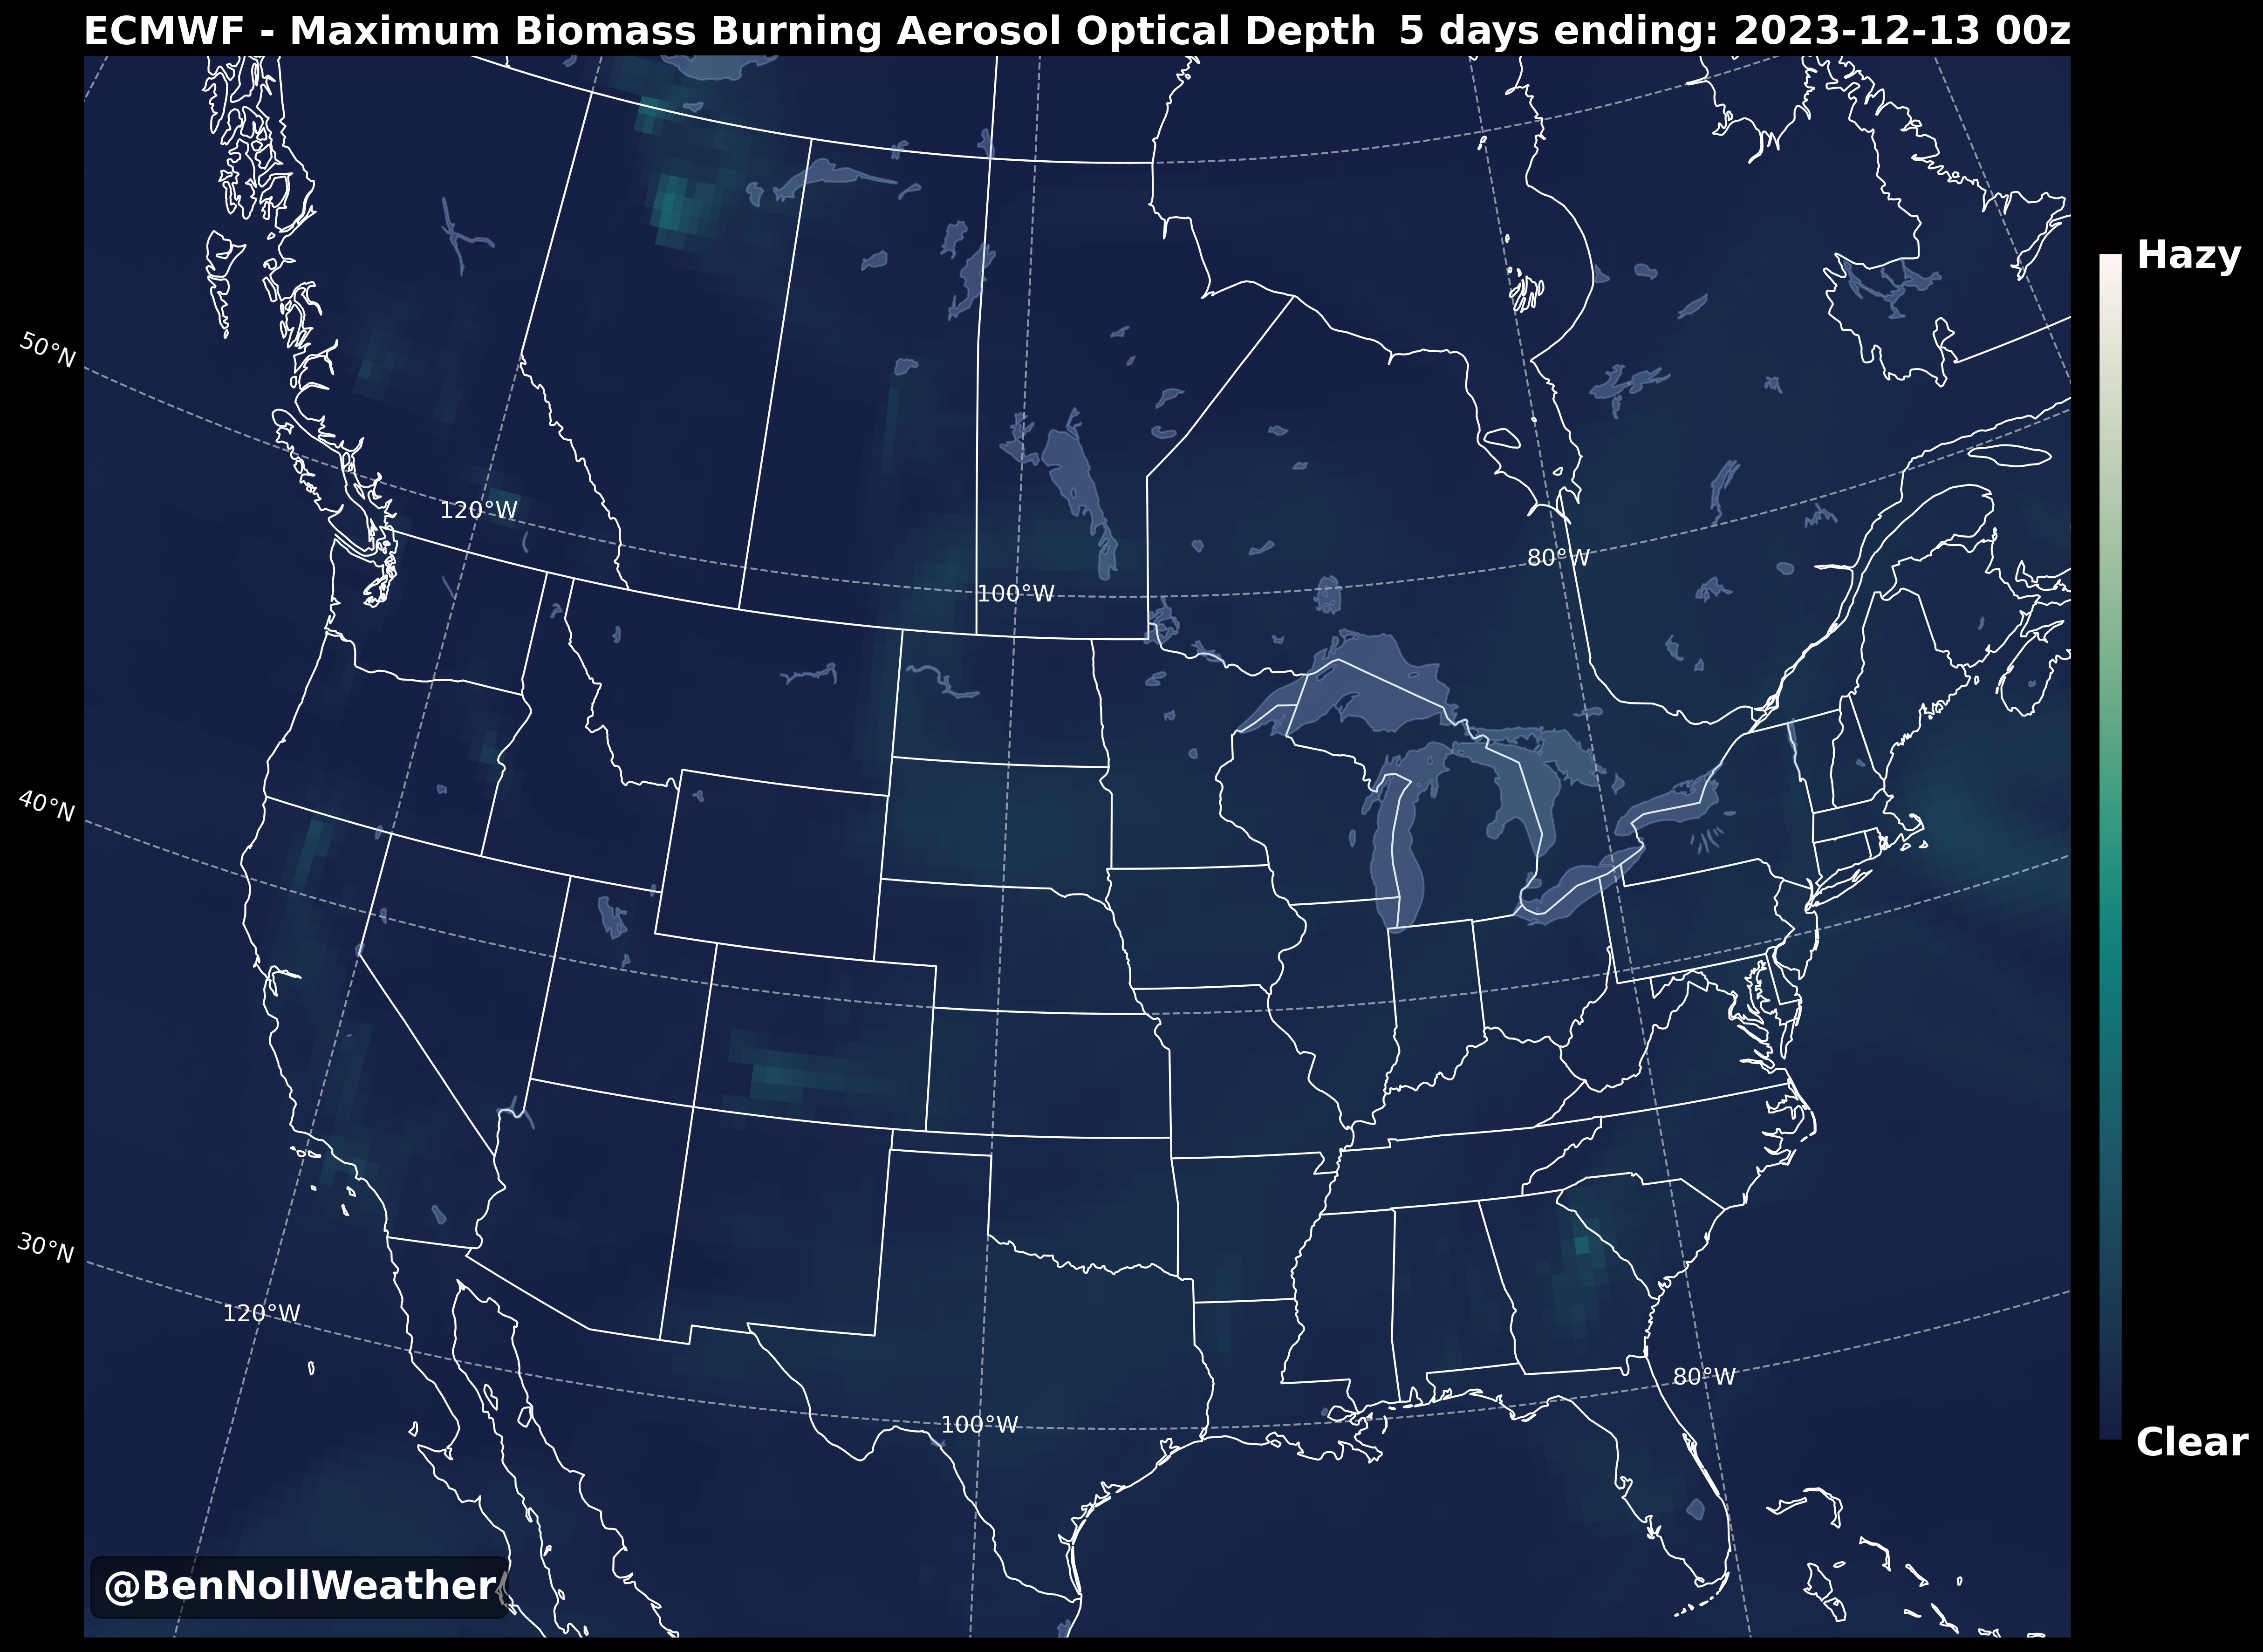 ECMWF - Maximum Biomass Burning Aerosol Optical Depth 5 days ending: 2023-12-13 00z
Hazy
50°N
120°W
80°W
100°W
40°N
30°N
120°W
80°W
100°W
Clear
@BenNollWeather